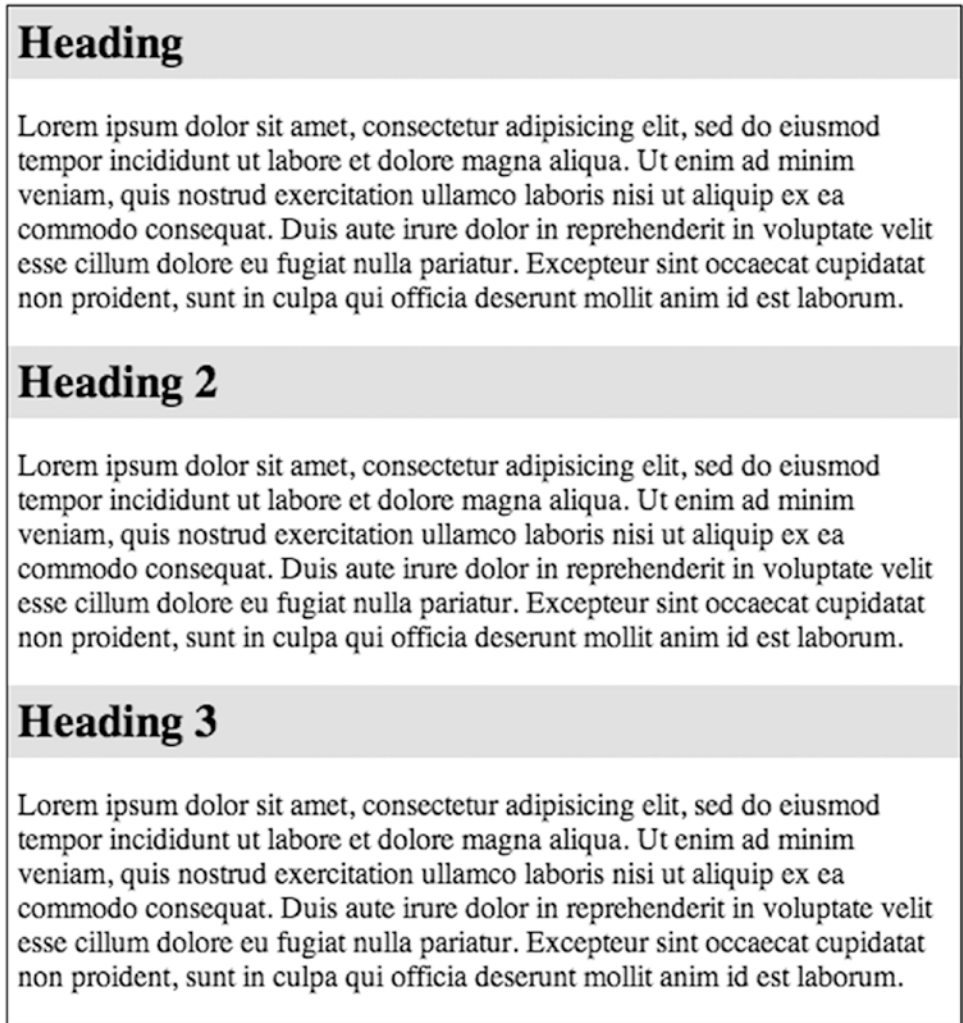 Heading
Lorem ipsum dolor sit amet, consectetur adipisicing elit, sed do eiusmod
tempor incididunt ut labore et dolore magna aliqua. Ut enim ad minim
veniam, quis nostrud exercitation ullamco laboris nisi ut aliquip ex ea
commodo consequat. Duis aute irure dolor in reprehenderit in voluptate velit
esse cillum dolore eu fugiat nulla pariatur. Excepteur sint occaecat cupidatat
non proident, sunt in culpa qui officia deserunt mollit anim id est laborum.
Heading 2
Lorem ipsum dolor sit amet, consectetur adipisicing elit, sed do eiusmod
tempor incididunt ut labore et dolore magna aliqua. Ut enim ad minim
veniam, quis nostrud exercitation ullamco laboris nisi ut aliquip ex ea
commodo consequat. Duis aute irure dolor in reprehenderit in voluptate velit
esse cillum dolore eu fugiat nulla pariatur. Excepteur sint occaecat cupidatat
non proident, sunt in culpa qui officia deserunt mollit anim id est laborum.
Heading 3
Lorem ipsum dolor sit amet, consectetur adipisicing elit, sed do eiusmod
tempor incididunt ut labore et dolore magna aliqua. Ut enim ad minim
veniam, quis nostrud exercitation ullamco laboris nisi ut aliquip ex ea
commodo consequat. Duis aute irure dolor in reprehenderit in voluptate velit
esse cillum dolore eu fugiat nulla pariatur. Excepteur sint occaecat cupidatat
non proident, sunt in culpa qui officia deserunt mollit anim id est laborum.